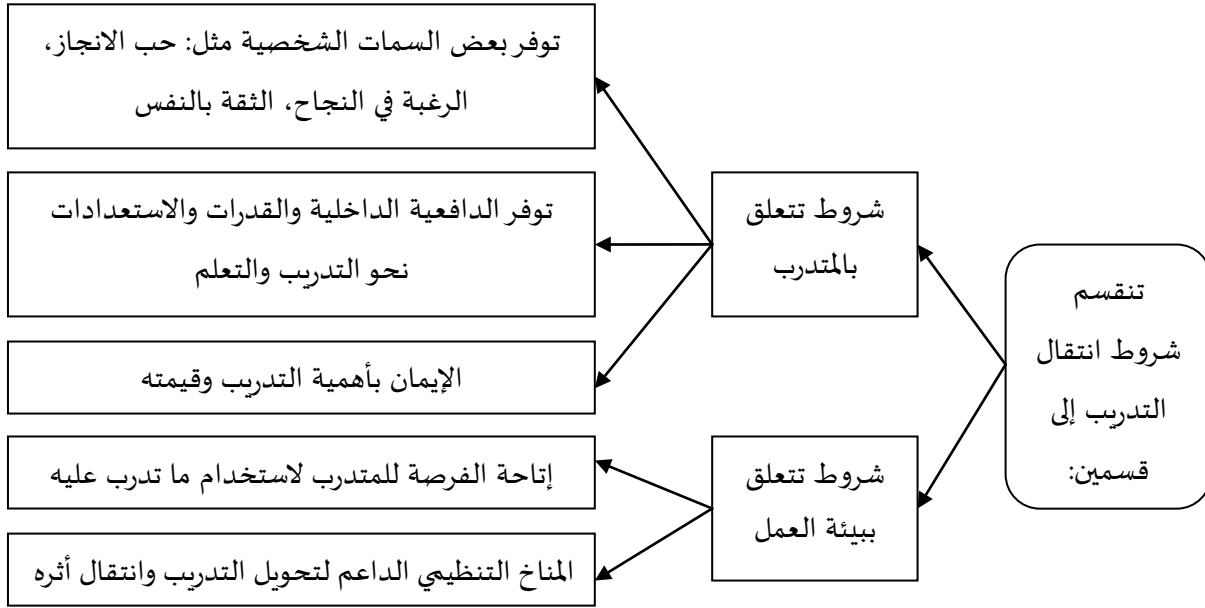 تنقسم
شروط انتقال
التدريب إلى
قسمين:
شروط تتعلق
بالمتدرب
توفر بعض السمات الشخصية مثل: حب الانجاز،
الرغبة في النجاح، الثقة بالنفس
توفر الدافعية الداخلية والقدرات والاستعدادات
نحو التدريب والتعلم
الإيمان بأهمية التدريب وقيمته
شروط تتعلق
ببيئة العمل
إتاحة الفرصة للمتدرب لاستخدام ما تدرب عليه
المناخ التنظيمي الداعم لتحويل التدريب وانتقال أثره